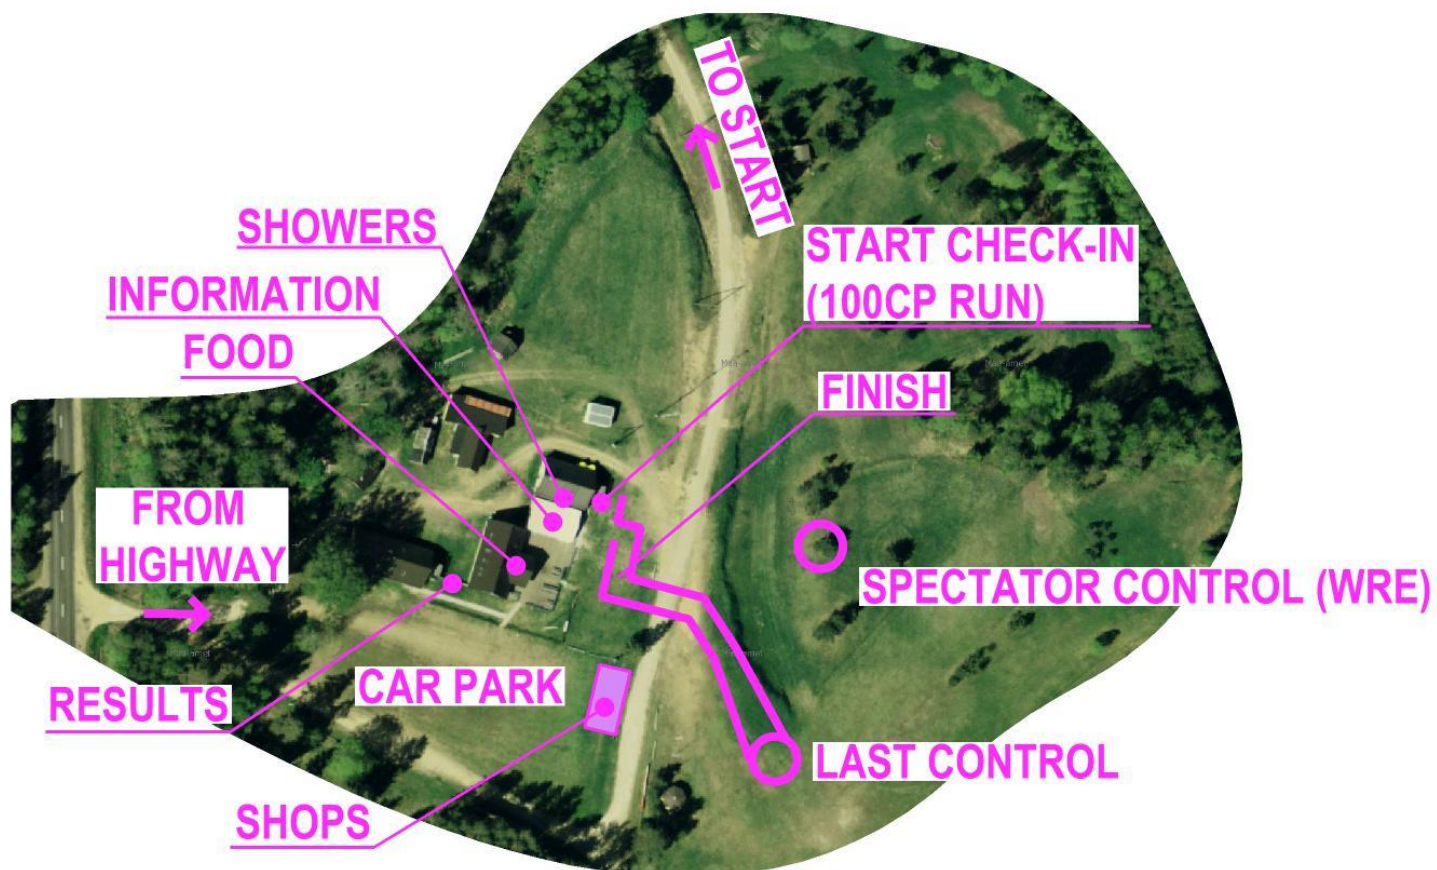 TO START
SHOWERS
START CHECK-IN
(100CP RUN)
INFORMATION
FOOD
FINISH
FROM
HIGHWAY
SPECTATOR CONTROL (WRE)
CAR PARK
RESULTS
LAST CONTROL
SHOPS